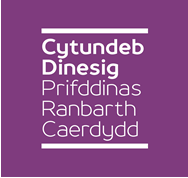 Cytundeb
Dinesig
Prifddinas
Ranbarth
Caerdydd